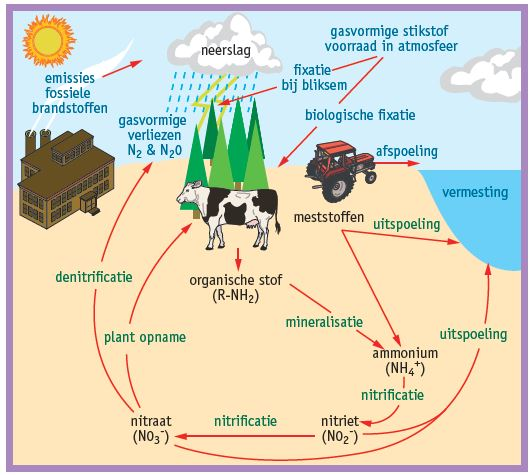 gasvormige stikstof
voorraad in atmosfeer
neerslag
fixatie
bij bliksem
emissies
fossiele
brandstoffen
gasvormige
verliezen
N₂ & N₂0
biologische fixatie
afspoeling
vermesting
meststoffen
uitspoeling
denitrificatie
organische stof
(R-NH₂)
mineralisatie
plant opname
uitspoeling
ammonium
(NH₄⁺)
nitrificatie
nitraat
(NO₃⁻)
nitrificatie
nitriet
(NO₂⁻)